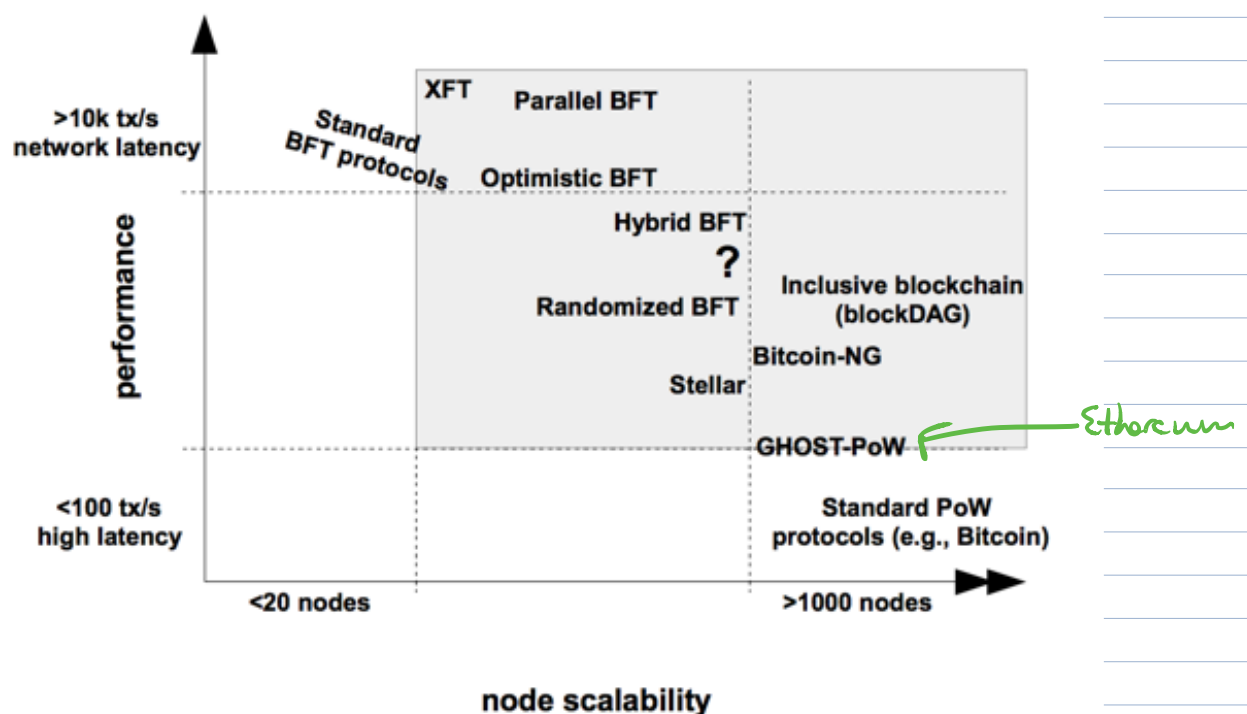 XFT
Parallel BFT
>10k tx/s
network latency
Standard
BFT protocols
Optimistic BFT
Hybrid BFT
?
performance
Inclusive blockchain
(blockDAG)
Randomized BFT
Bitcoin-NG
Stellar
Ethereum
GHOST-PoW
<100 tx/s
high latency
Standard PoW
protocols (e.g., Bitcoin)
<20 nodes
>1000 nodes
node scalability